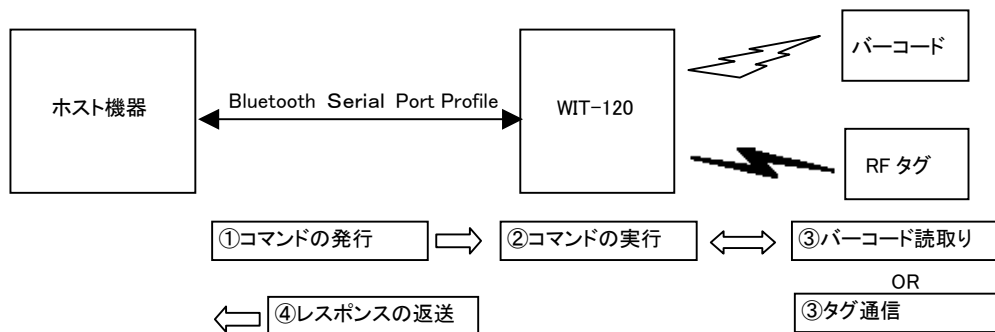 バーコード
ホスト機器
Bluetooth Serial Port Profile
WIT-120
RF タグ
①コマンドの発行
②コマンドの実行
③バーコード読取り
OR
④レスポンスの返送
③タグ通信